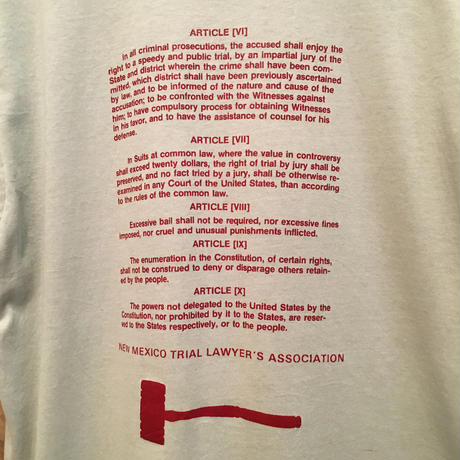 ARTICLE [VI]
In all criminal prosecutions, the accused shall enjoy the
right to a speedy and public trial, by an impartial jury of the
State and district wherein the crime shall have been com-
mitted, which district shall have been previously ascertained
by law, and to be informed of the nature and cause of the
accusation; to be confronted with the Witnesses against
him; to have compulsory process for obtaining Witnesses
in his favor, and to have the assistance of counsel for his
defense.
ARTICLE [VII]
In Suits at common law, where the value in controversy
shall exceed twenty dollars, the right of trial by jury shall be
preserved, and no fact tried by a jury, shall be otherwise re-
examined in any Court of the United States, than according
to the rules of the common law.
ARTICLE [VIII]
Excessive bail shall not be required, nor excessive fines
imposed, nor cruel and unusual punishments inflicted.
ARTICLE [IX]
The enumeration in the Constitution, of certain rights,
shall not be construed to deny or disparage others retain-
ed by the people.
ARTICLE [X]
The powers not delegated to the United States by the
Constitution, nor prohibited by it to the States, are reser-
ved to the States respectively, or to the people.
NEW MEXICO TRIAL LAWYER'S ASSOCIATION